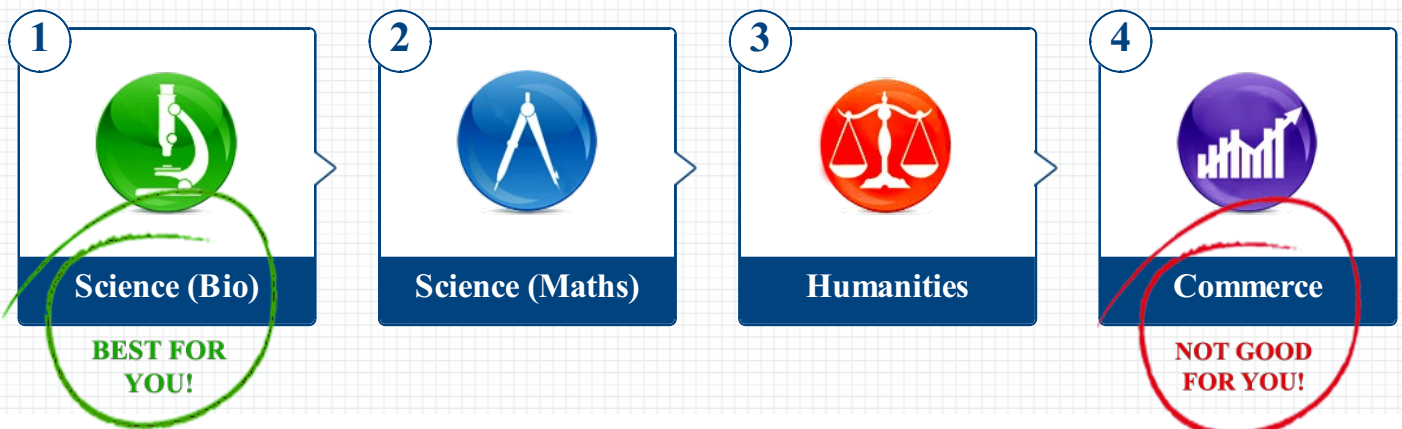 1
2
3
4
Science (Bio)
Science (Maths)
Humanities
Commerce
BEST FOR
YOU!
NOT GOOD
FOR YOU!